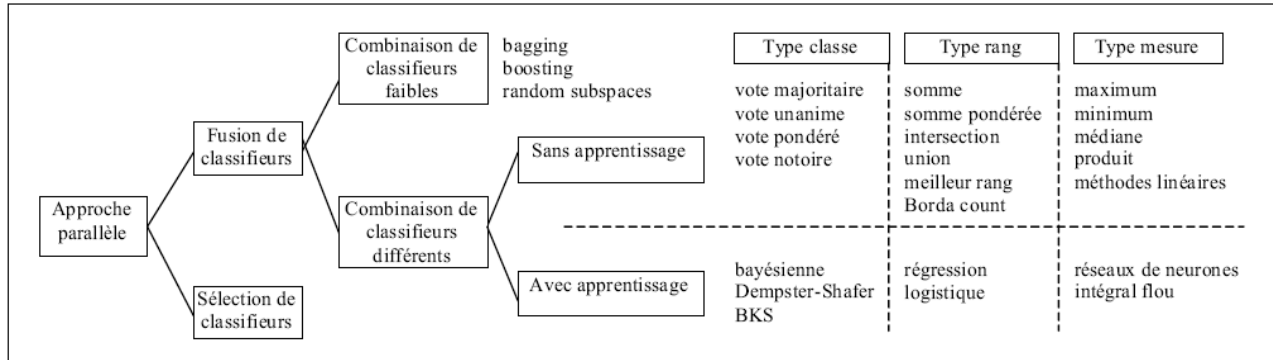 Approche
parallèle
Fusion de
classifieurs
Sélection de
classifieurs
Combinaison de
classifieurs
faibles
bagging
boosting
random subspaces
Combinaison de
classifieurs
différents
Sans apprentissage
Avec apprentissage
Type classe
vote majoritaire
vote unanime
vote pondéré
vote notoire
bayésienne
Dempster-Shafer
BKS
Type rang
somme
somme pondérée
intersection
union
meilleur rang
Borda count
régression
logistique
Type mesure
maximum
minimum
médiane
produit
méthodes linéaires
réseaux de neurones
intégral flou